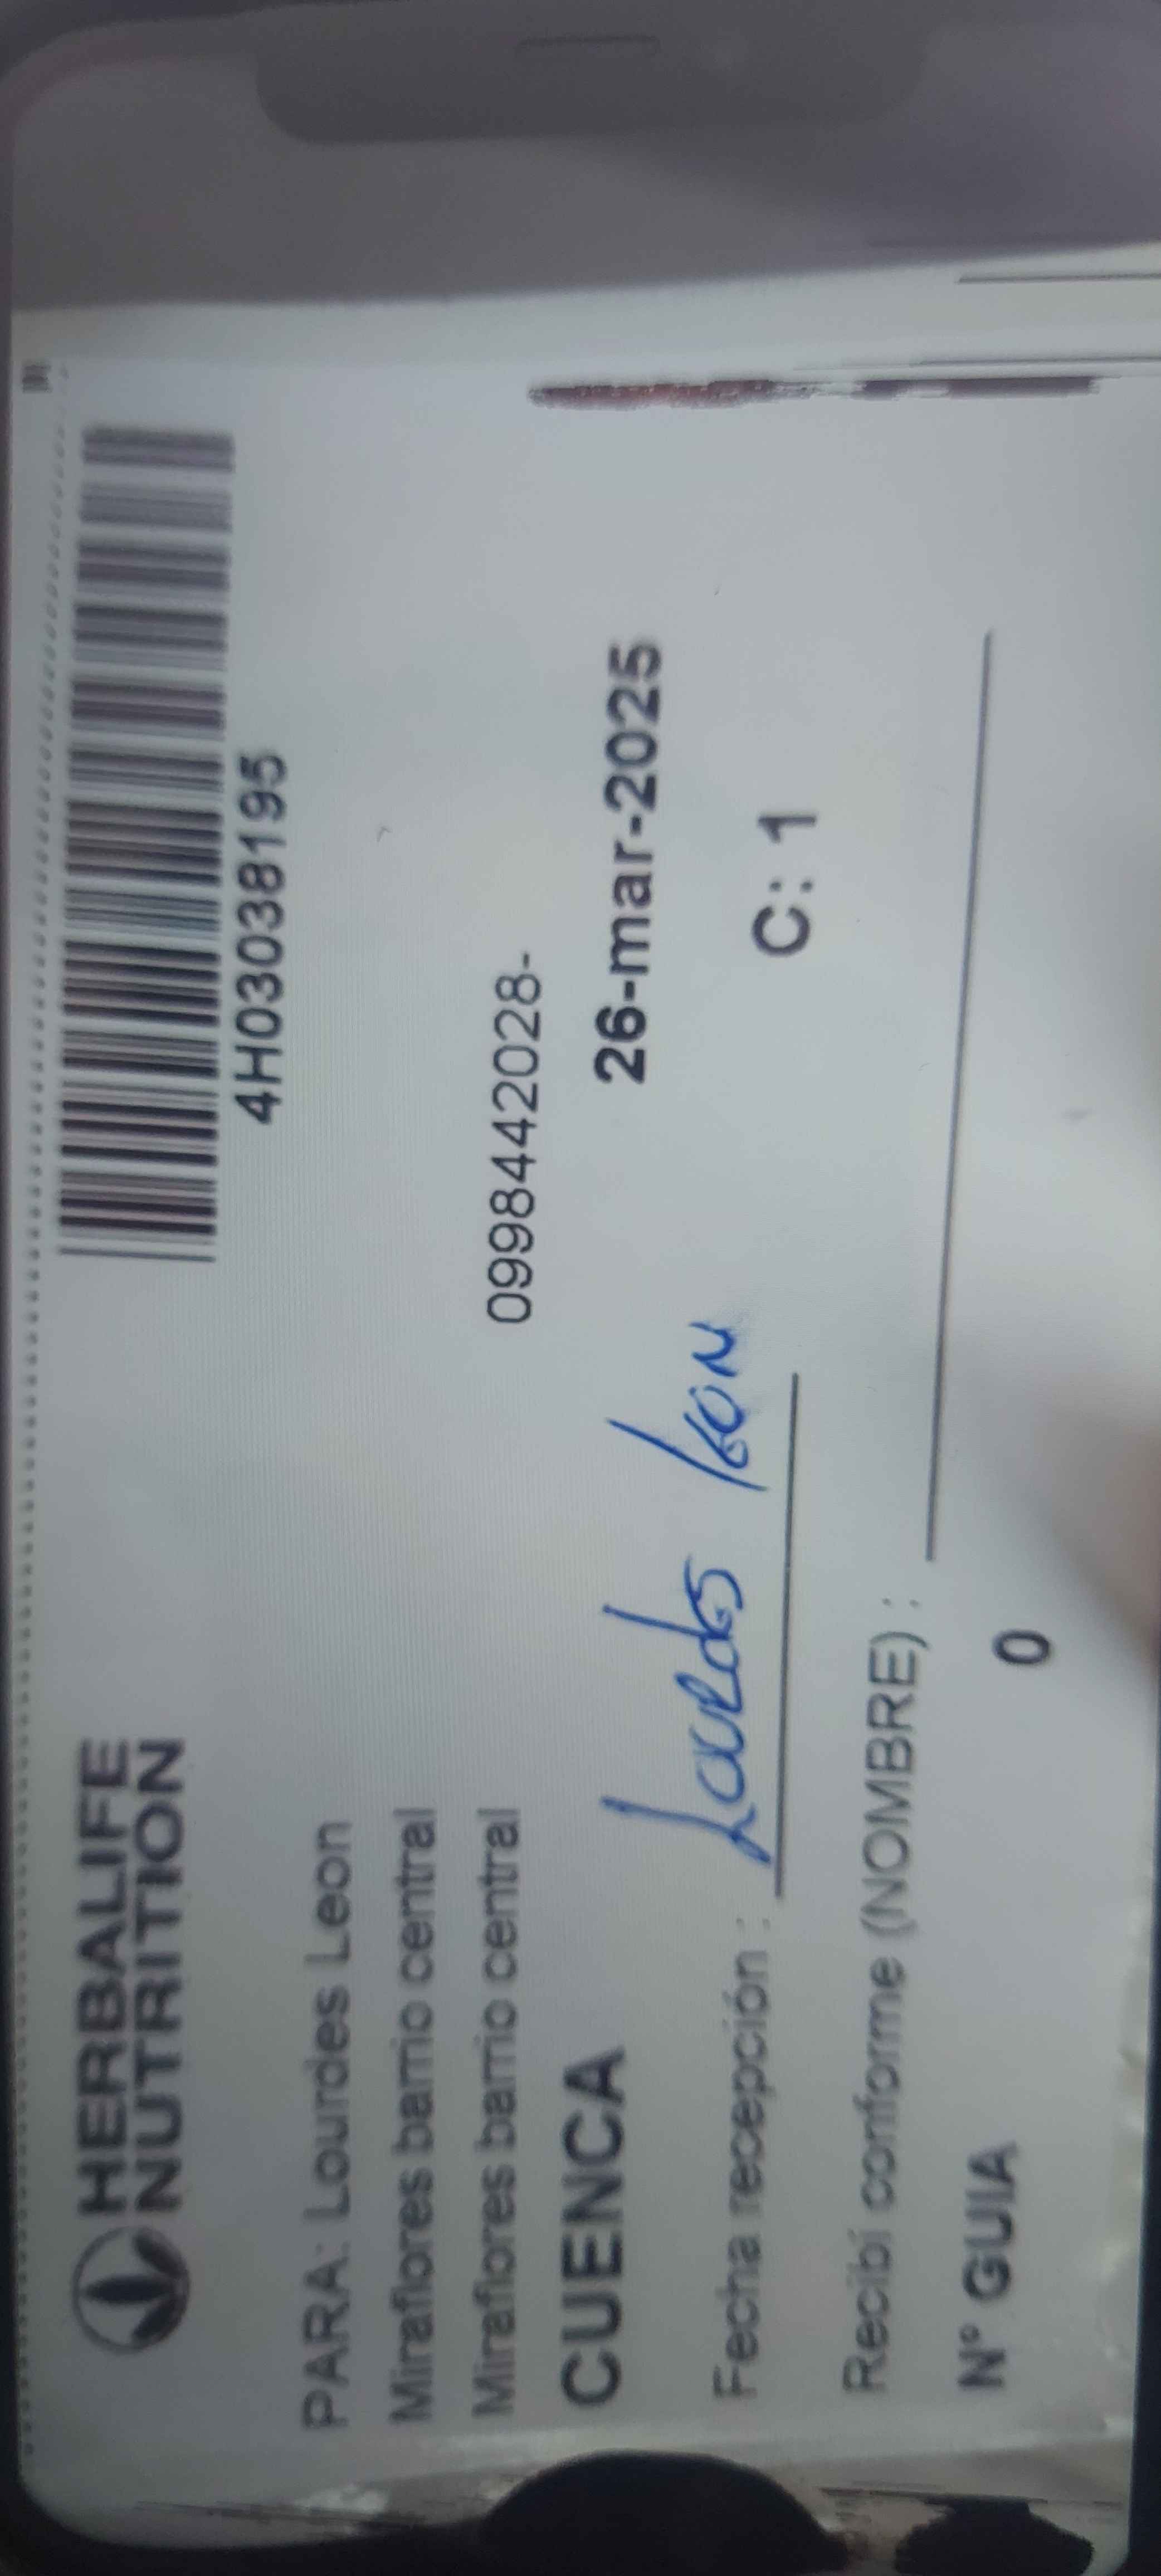 HERBALIFE
NUTRITION
4H03038195
PARA: Lourdes Leon
Miraflores barrio central
Miraflores barrio central
0998442028-
CUENCA
26-mar-2025
Fecha recepción : Lourdes Leon
C: 1
Recibí conforme (NOMBRE) :
N° GUIA
0